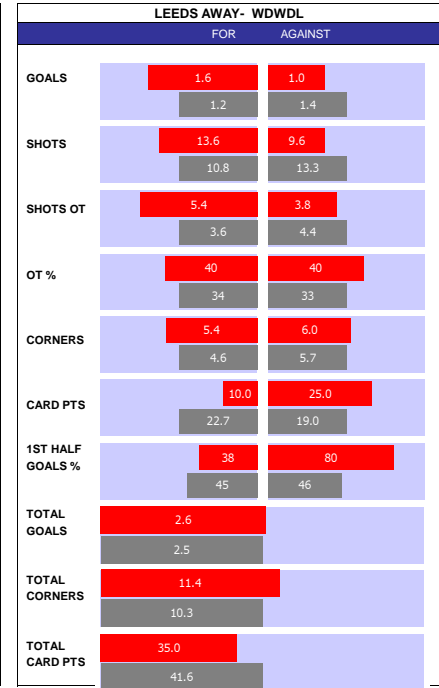 LEEDS AWAY- WDWDL
FOR AGAINST
GOALS 1.6 1.0
1.2 1.4
SHOTS 13.6 9.6
10.8 13.3
SHOTS OT 5.4 3.8
3.6 4.4
OT % 40 40
34 33
CORNERS 5.4 6.0
4.6 5.7
CARD PTS 10.0 25.0
22.7 19.0
1ST HALF
GOALS % 38 80
45 46
TOTAL
GOALS 2.6
2.5
TOTAL
CORNERS 11.4
10.3
TOTAL
CARD PTS 35.0
41.6